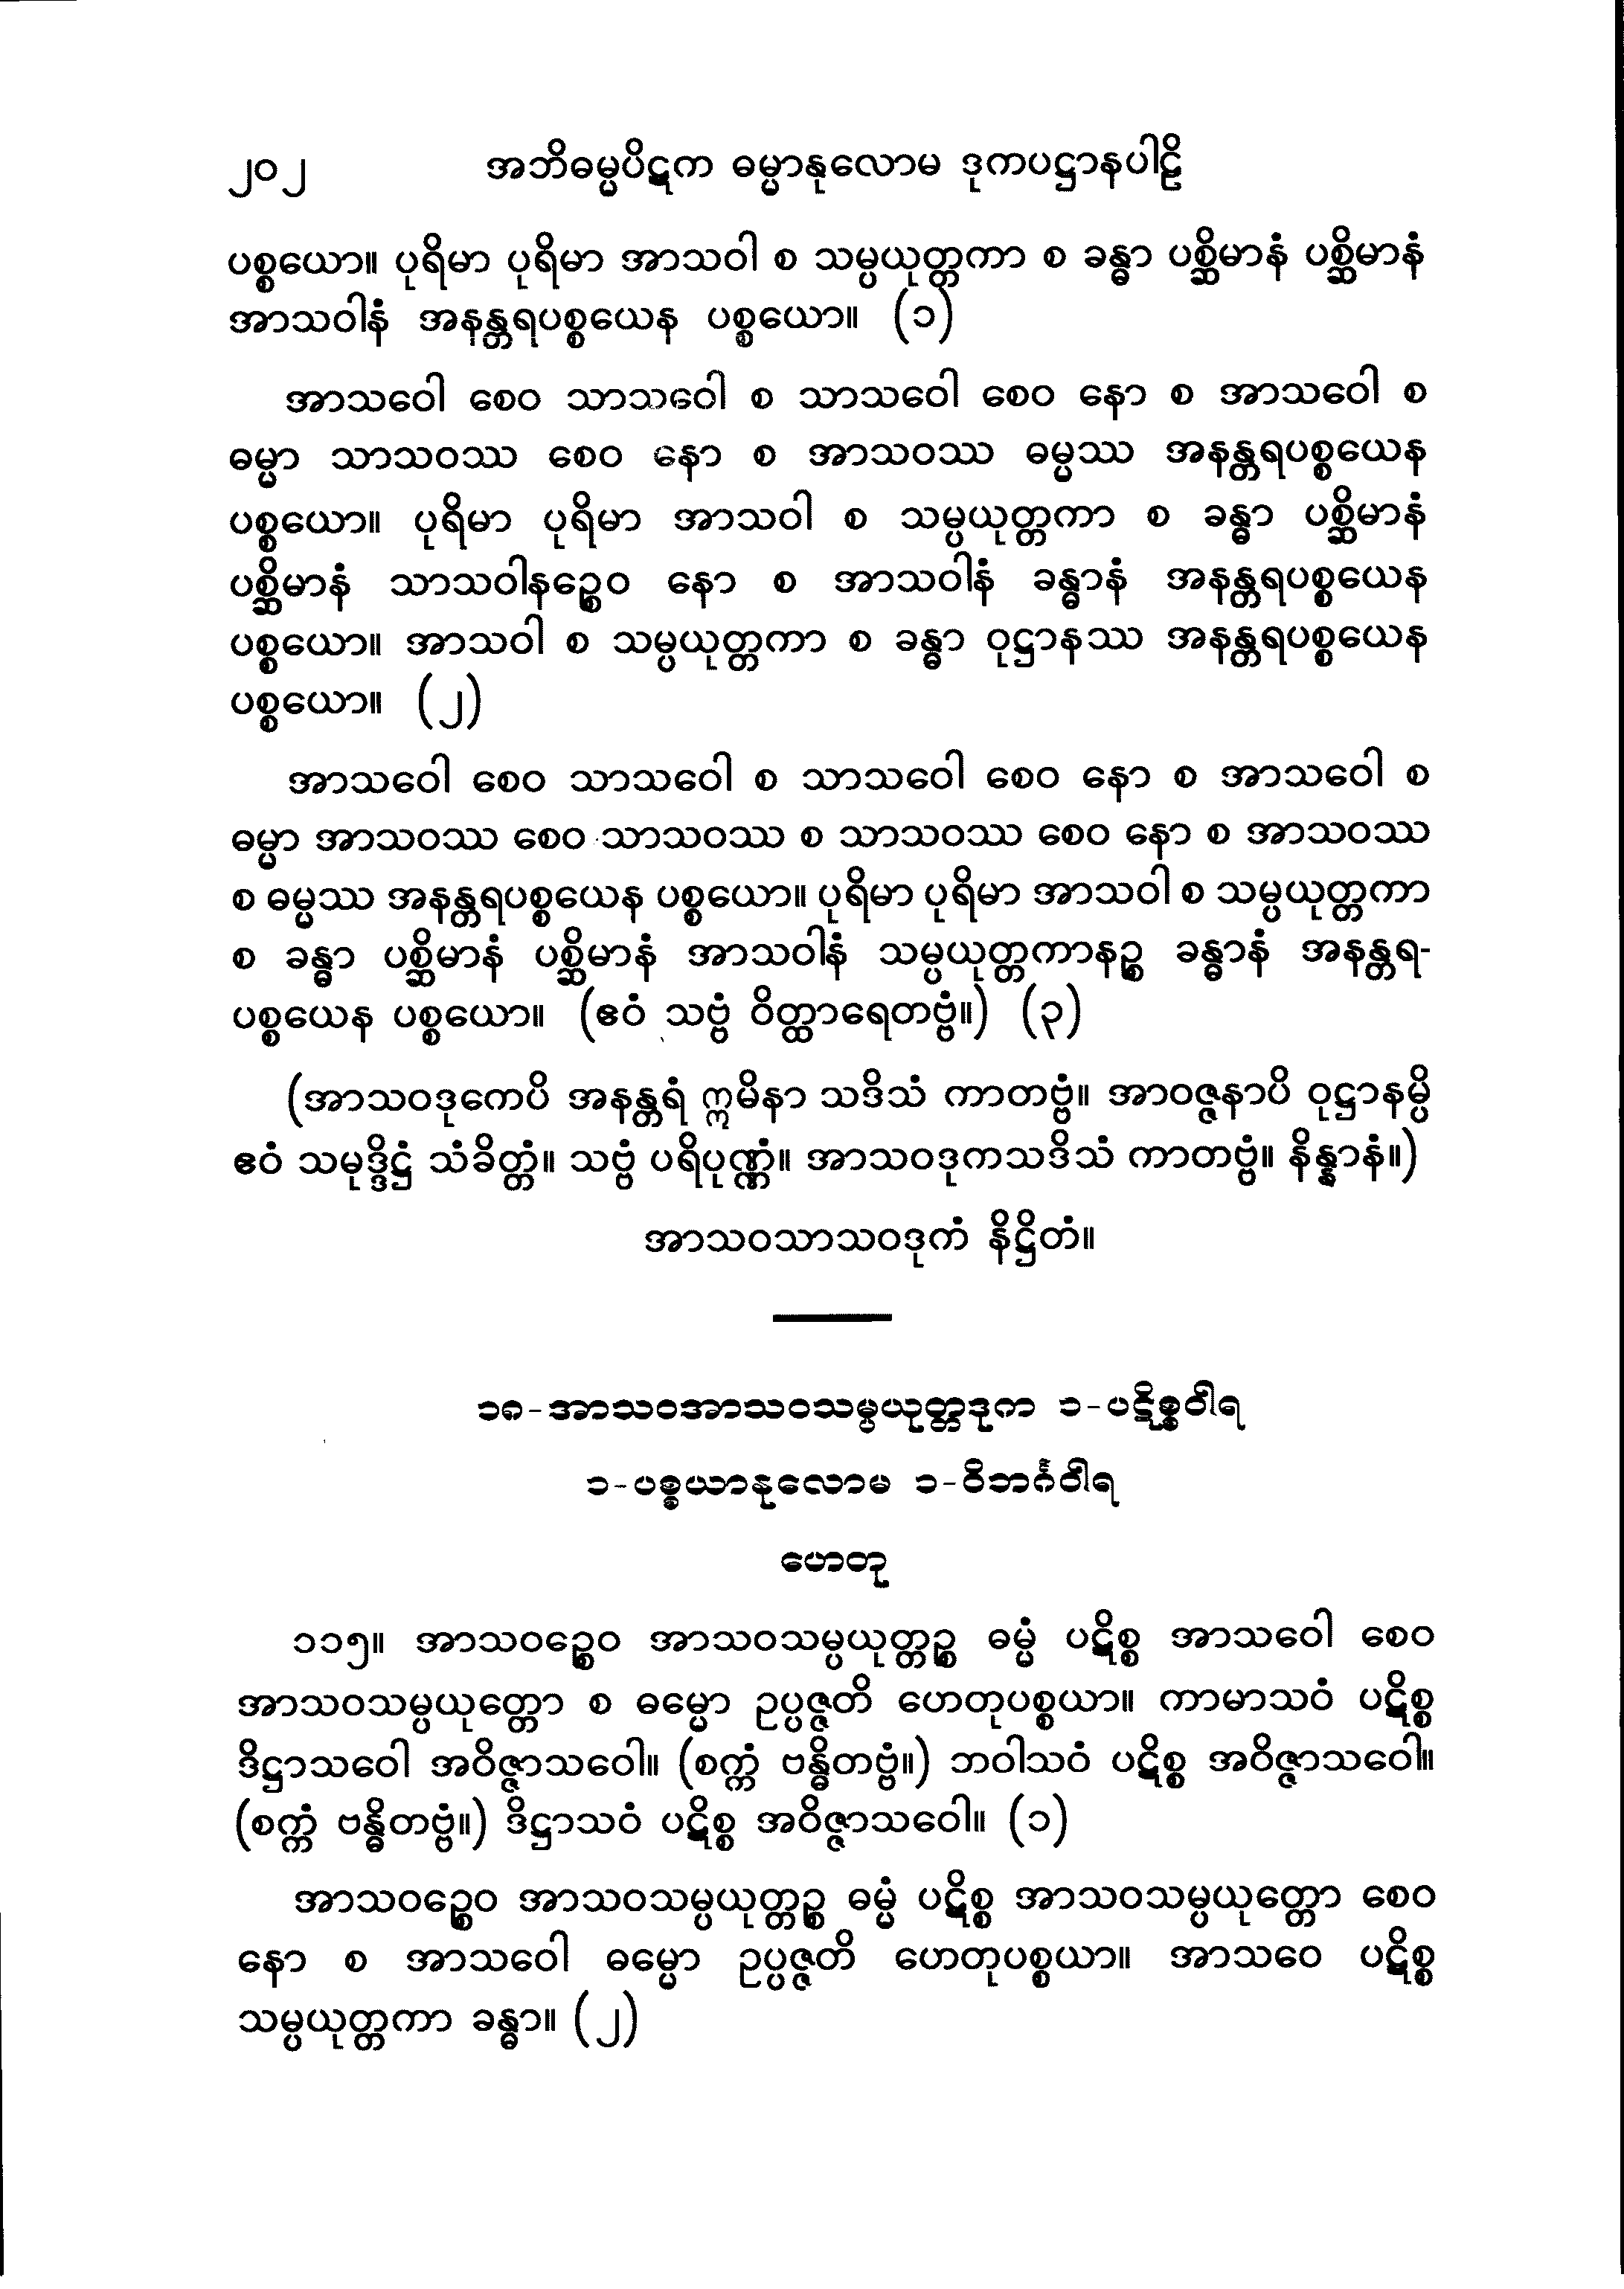 ၂၀၂ အဘိဓမ္မပိဋက ဓမ္မာနုလောမ ဒုကပဋ္ဌာနပါဠိ
ပစ္စယော။ ပုရိမာ ပုရိမာ အာသဝါ စ သမ္ပယုတ္တကာ စ ခန္ဓာ ပစ္ဆိမာနံ ပစ္ဆိမာနံ
အာသဝါနံ အနန္တရပစ္စယေန ပစ္စယော။ (၁)
အာသဝေါ စေဝ သာသဝေါ စ သာသဝေါ စေဝ နော စ အာသဝေါ စ
ဓမ္မာ သာသဝဿ စေဝ နော စ အာသဝဿ ဓမ္မဿ အနန္တရပစ္စယေန
ပစ္စယော။ ပုရိမာ ပုရိမာ အာသဝါ စ သမ္ပယုတ္တကာ စ ခန္ဓာ ပစ္ဆိမာနံ
ပစ္ဆိမာနံ သာသဝါနဉ္စေဝ နော စ အာသဝါနံ ခန္ဓာနံ အနန္တရပစ္စယေန
ပစ္စယော။ အာသဝါ စ သမ္ပယုတ္တကာ စ ခန္ဓာ ဝုဋ္ဌာနဿ အနန္တရပစ္စယေန
ပစ္စယော။ (၂)
အာသဝေါ စေဝ သာသဝေါ စ သာသဝေါ စေဝ နော စ အာသဝေါ စ
ဓမ္မာ အာသဝဿ စေဝ သာသဝဿ စ သာသဝဿ စေဝ နော စ အာသဝဿ
စ ဓမ္မဿ အနန္တရပစ္စယေန ပစ္စယော။ ပုရိမာ ပုရိမာ အာသဝါ စ သမ္ပယုတ္တကာ
စ ခန္ဓာ ပစ္ဆိမာနံ ပစ္ဆိမာနံ အာသဝါနံ သမ္ပယုတ္တကာနဉ္စ ခန္ဓာနံ အနန္တရ-
ပစ္စယေန ပစ္စယော။ (ဧဝံ သဗ္ဗံ ဝိတ္ထာရေတဗ္ဗံ။) (၃)
(အာသဝဒုကေပိ အနန္တရံ ဣမိနာ သဒိသံ ကာတဗ္ဗံ။ အာဝဇ္ဇနာပိ ဝုဋ္ဌာနမ္ပိ
ဧဝံ သမုဒ္ဒိဋ္ဌံ သံခိတ္တံ။ သဗ္ဗံ ပရိပုဏ္ဏံ။ အာသဝဒုကသဒိသံ ကာတဗ္ဗံ။ နိန္နာနံ။)
အာသဝသာသဝဒုကံ နိဋ္ဌိတံ။
၁၈-အာသဝအာသဝသမ္ပယုတ္တဒုက ၁-ပဋိစ္စဝါရ
၁-ပစ္စယာနုလောမ ၁-ဝိဘင်္ဂဝါရ
ဟေတု
၁၁၅။ အာသဝဉ္စေဝ အာသဝသမ္ပယုတ္တဉ္စ ဓမ္မံ ပဋိစ္စ အာသဝေါ စေဝ
အာသဝသမ္ပယုတ္တော စ ဓမ္မော ဥပ္ပဇ္ဇတိ ဟေတုပစ္စယာ။ ကာမာသဝံ ပဋိစ္စ
ဒိဋ္ဌာသဝေါ အဝိဇ္ဇာသဝေါ။ (စက္ကံ ဗန္ဓိတဗ္ဗံ။) ဘဝါသဝံ ပဋိစ္စ အဝိဇ္ဇာသဝေါ။
(စက္ကံ ဗန္ဓိတဗ္ဗံ။) ဒိဋ္ဌာသဝံ ပဋိစ္စ အဝိဇ္ဇာသဝေါ။ (၁)
အာသဝဉ္စေဝ အာသဝသမ္ပယုတ္တဉ္စ ဓမ္မံ ပဋိစ္စ အာသဝသမ္ပယုတ္တော စေဝ
နော စ အာသဝေါ ဓမ္မော ဥပ္ပဇ္ဇတိ ဟေတုပစ္စယာ။ အာသဝေ ပဋိစ္စ
သမ္ပယုတ္တကာ ခန္ဓာ။ (၂)